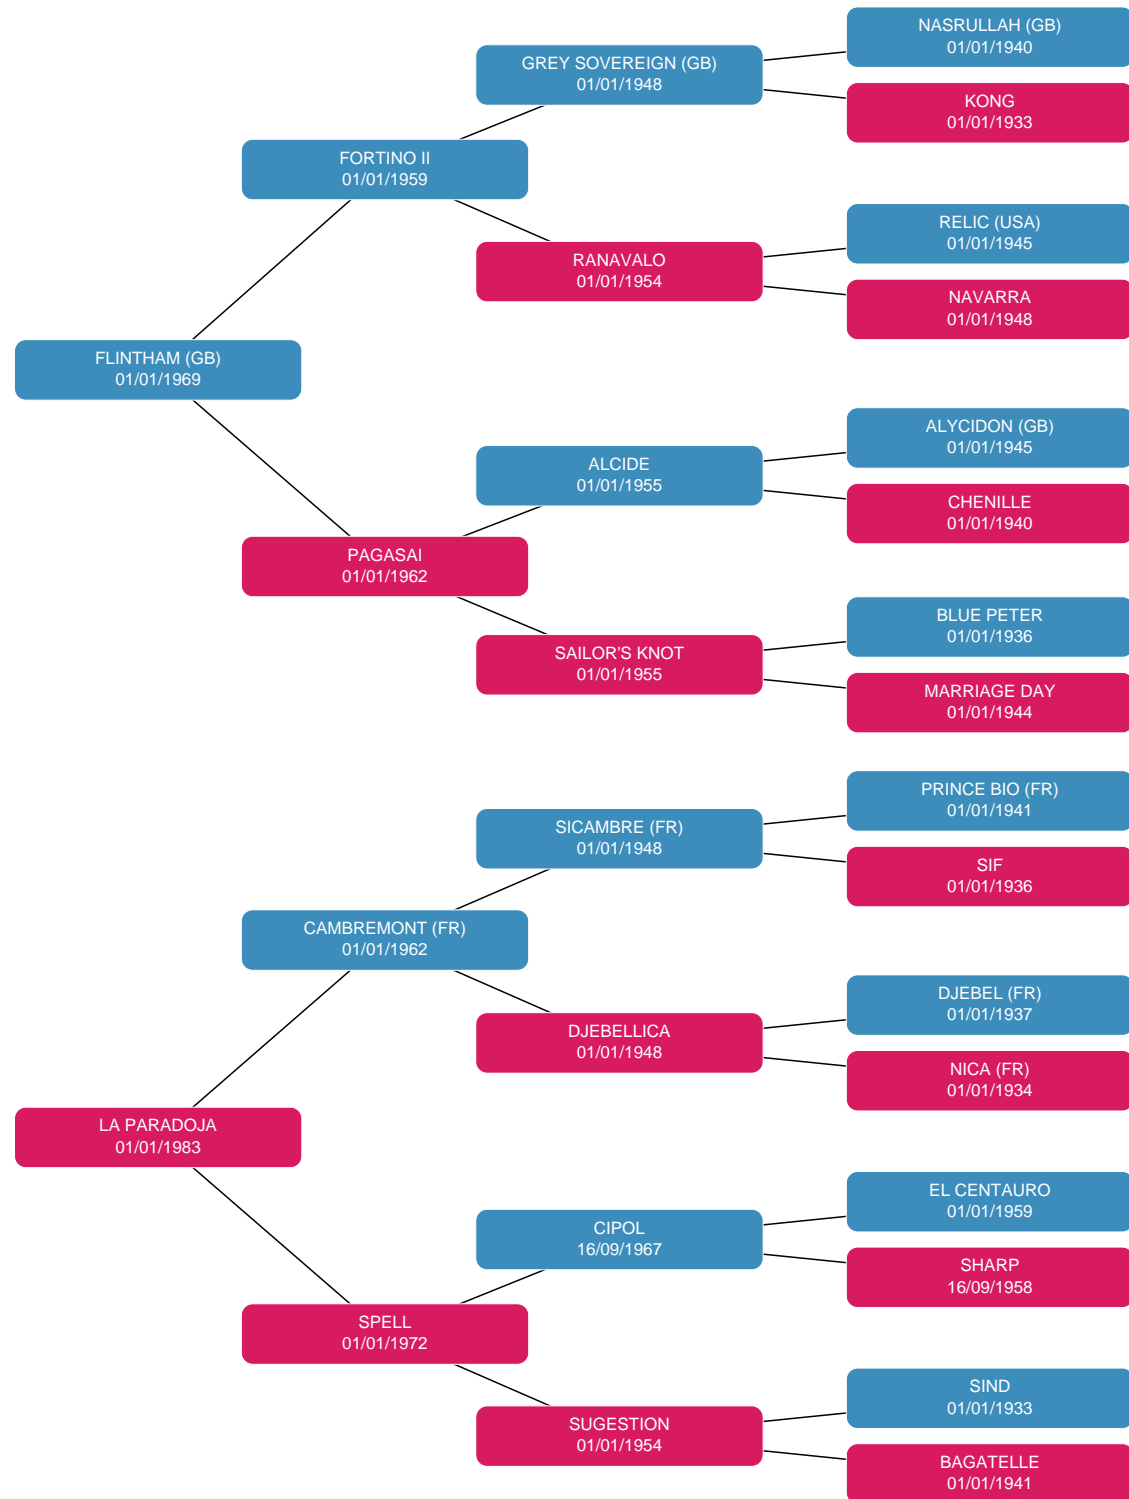 NASRULLAH (GB)
01/01/1940
GREY SOVEREIGN (GB)
01/01/1948
KONG
01/01/1933
FORTINO II
01/01/1959
RELIC (USA)
01/01/1945
RANAVALO
01/01/1954
NAVARRA
01/01/1948
FLINTHAM (GB)
01/01/1969
ALYCIDON (GB)
01/01/1945
ALCIDE
01/01/1955
CHENILLE
01/01/1940
PAGASAI
01/01/1962
BLUE PETER
01/01/1936
SAILOR'S KNOT
01/01/1955
MARRIAGE DAY
01/01/1944
PRINCE BIO (FR)
01/01/1941
SICAMBRE (FR)
01/01/1948
SIF
01/01/1936
CAMBREMONT (FR)
01/01/1962
DJEBEL (FR)
01/01/1937
DJEBELLICA
01/01/1948
NICA (FR)
01/01/1934
LA PARADOJA
01/01/1983
EL CENTAURO
01/01/1959
CIPOL
16/09/1967
SHARP
16/09/1958
SPELL
01/01/1972
SIND
01/01/1933
SUGESTION
01/01/1954
BAGATELLE
01/01/1941